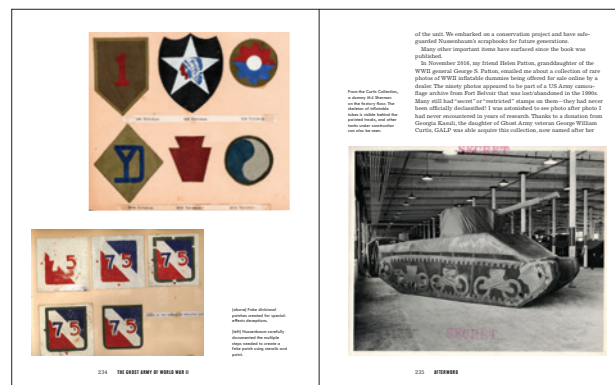 1
75
75
75
75
75
(above) Fake divisional
patches created for special
effects deceptions.
(left) Nussenbaum carefully
documented the multiple
steps needed to create a
fake patch using stencils and
paint.
234 THE GHOST ARMY OF WORLD WAR II
of the unit. We embarked on a conservation project and have safe-
guarded Nussenbaum's scrapbooks for future generations.
Many other important items have surfaced since the book was
published.
In November 2016, my friend Helen Patton, granddaughter of the
WWII general George S. Patton, emailed me about a collection of rare
photos of WWII inflatable dummies being offered for sale online by a
dealer. The ninety photos appeared to be part of a US Army camou-
flage archive from Fort Belvoir that was lost/abandoned in the 1990s.
Many still had "secret" or "restricted" stamps on them—they had never
been officially declassified! I was astonished to see photo after photo I
had never encountered in years of research. Thanks to a donation from
Georgia Kasuli, the daughter of Ghost Army veteran George William
Curtis, GALP was able acquire this collection, now named after her
From the Curtis Collection,
a dummy M4 Sherman
on the factory floor. The
skeleton of inflatable
tubes is visible behind the
painted tracks, and other
tanks under construction
can also be seen.
SECRET
SECRET
235 AFTERWORD